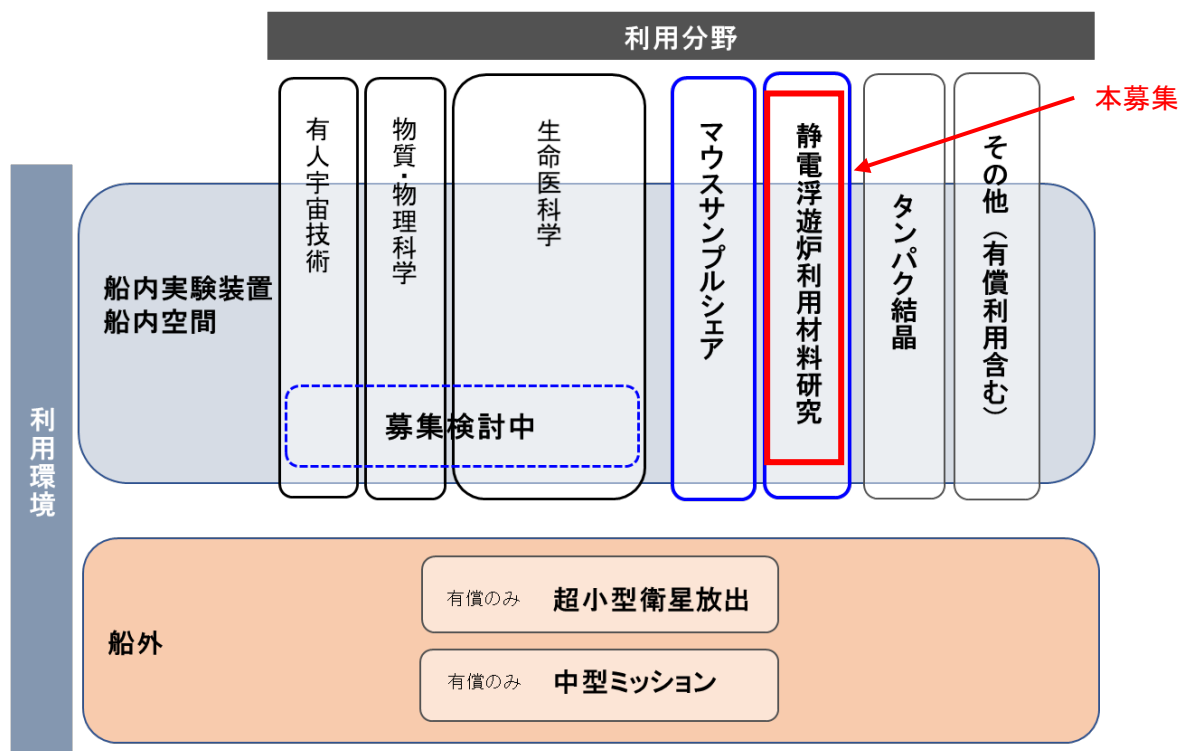 利用分野
本募集
有人宇宙技術
物質・物理科学
生命医科学
マウスサンプルシェア
静電浮遊炉利用材料研究
タンパク結晶
その他（有償利用含む）
利用環境
船内実験装置
船内空間
募集検討中
船外
有償のみ 超小型衛星放出
有償のみ 中型ミッション